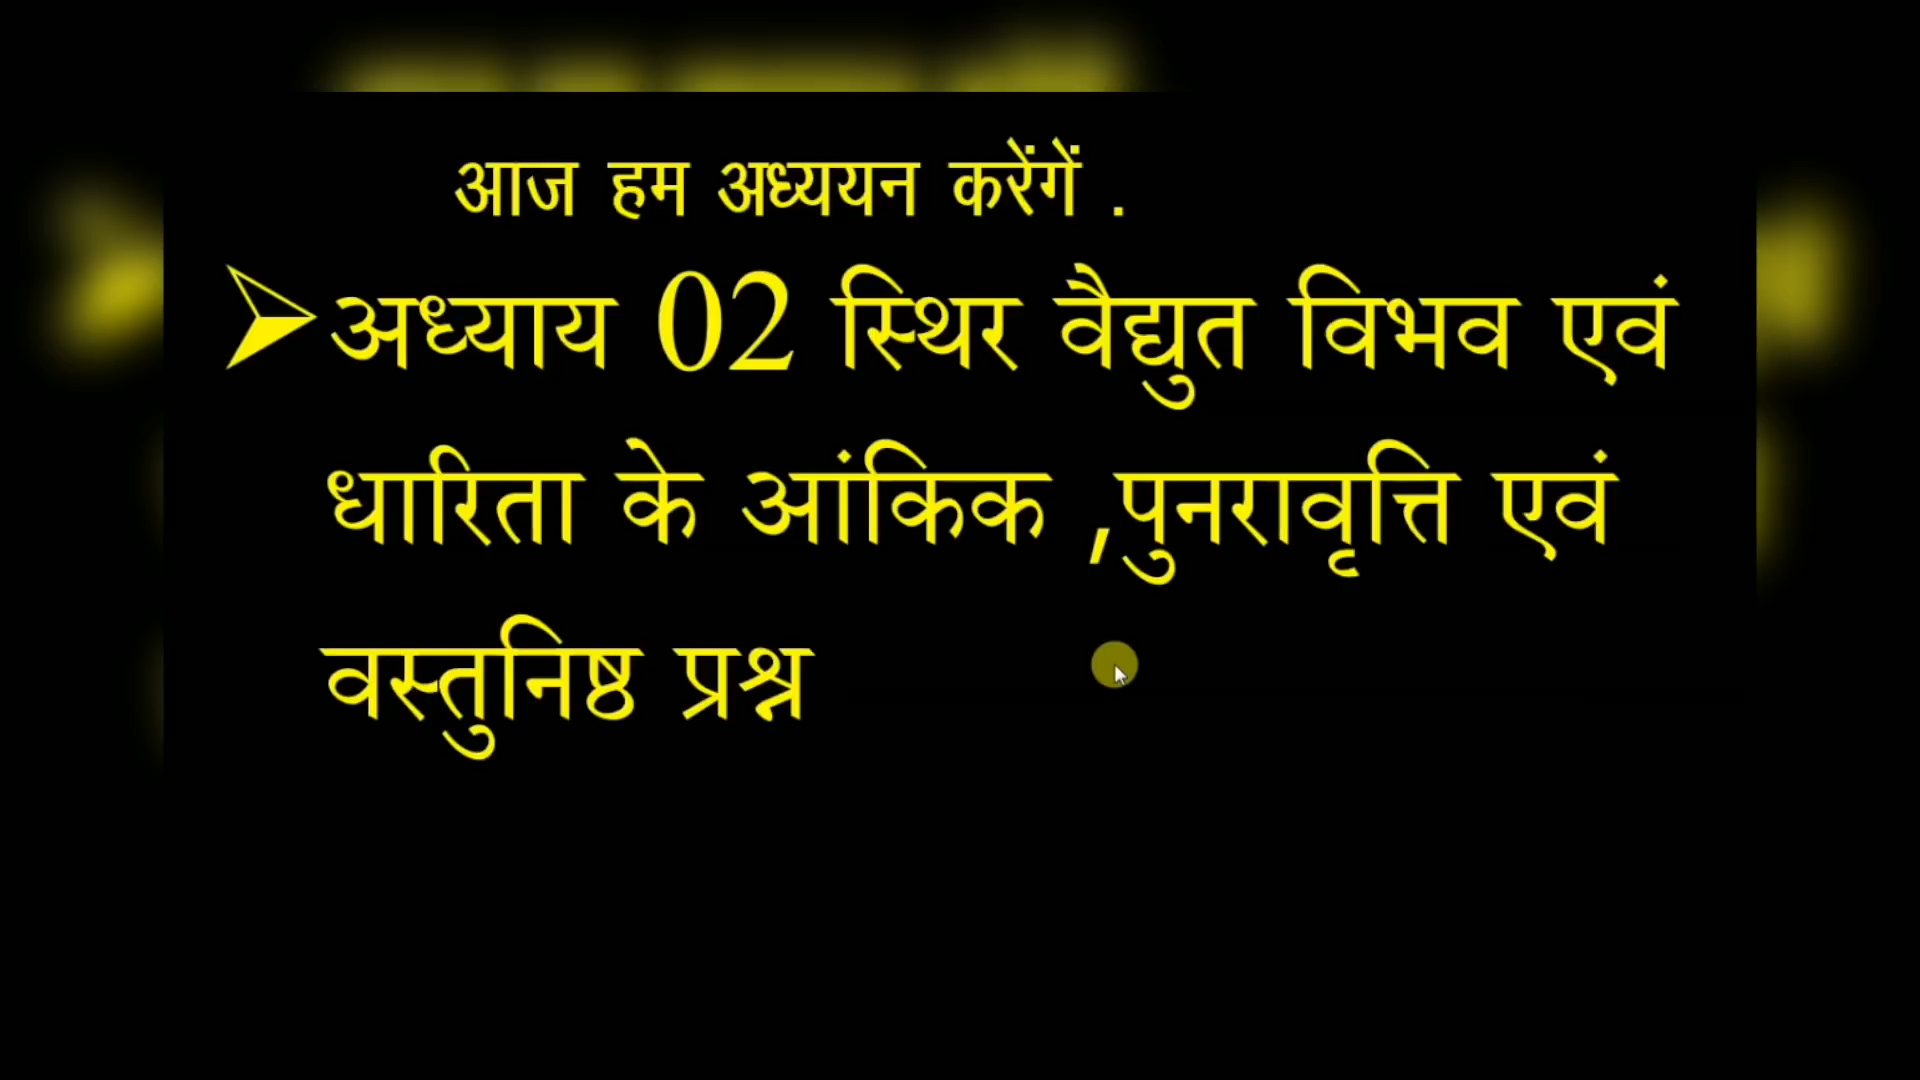 आज हम अध्ययन करेंगें .
➢अध्याय 02 स्थिर वैद्युत विभव एवं
धारिता के आंकिक ,पुनरावृत्ति एवं
वस्तुनिष्ठ प्रश्न